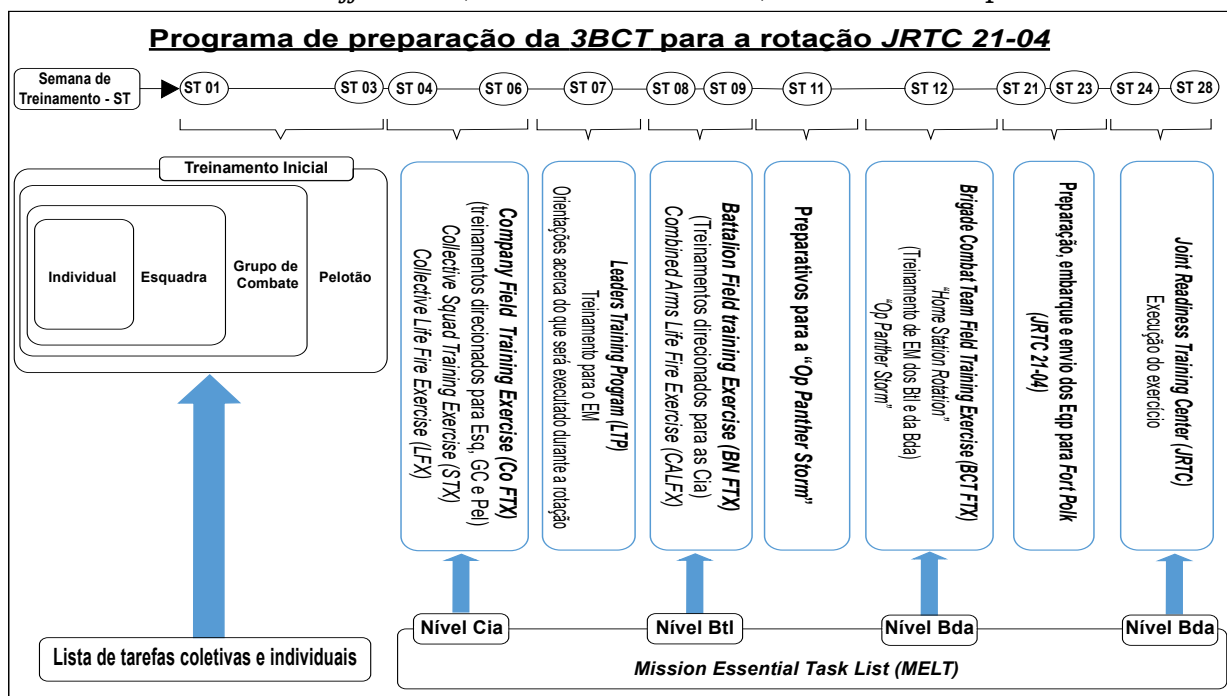 Programa de preparação da 3BCT para a rotação JRTC 21-04
Semana de
Treinamento - ST
ST 01
ST 03
ST 04
ST 06
ST 07
ST 08
ST 09
ST 11
ST 12
ST 21
ST 23
ST 24
ST 28
Treinamento Inicial
Individual
Esquadra
Grupo de
Combate
Pelotão
Company Field Training Exercise (Co FTX)
(treinamentos direcionados para Esq, GC e Pel)
Collective Squad Training Exercise (STX)
Collective Life Fire Exercise (LFX)
Leaders Training Program (LTP)
Treinamento para o EM
Orientações acerca do que será executado durante a rotação
Battalion Field training Exercise (BN FTX)
(Treinamentos direcionados para as Cia)
Combined Arms Life Fire Exercise (CALFX)
Preparativos para a “Op Panther Storm”
Brigade Combat Team Field Training Exercise (BCT FTX)
“Home Station Rotation”
(Treinamento de EM dos Btl e da Bda)
“Op Panther Storm”
Preparação, embarque e envio dos Eqp para Fort Polk
(JRTC 21-04)
Joint Readiness Training Center (JRTC)
Execução do exercício
Lista de tarefas coletivas e individuais
Nível Cia
Nível Btl
Nível Bda
Nível Bda
Mission Essential Task List (MELT)